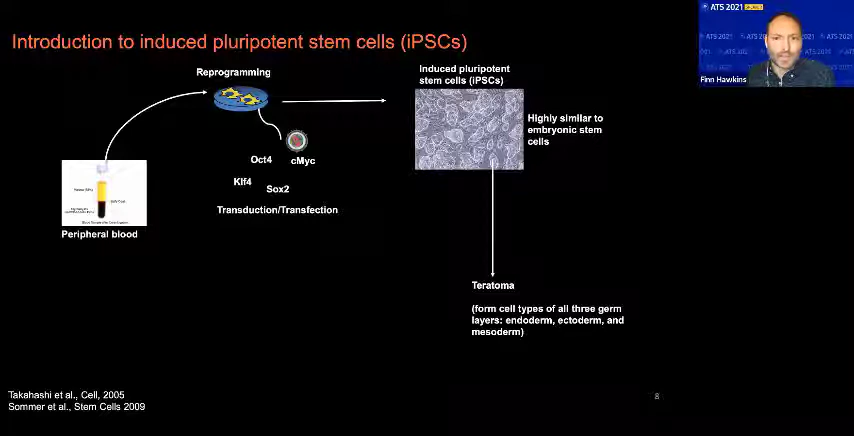 ATS 2021
Finn Hawkins
Introduction to induced pluripotent stem cells (iPSCs)
Reprogramming
Oct4
cMyc
Klf4
Sox2
Transduction/Transfection
Peripheral blood
Induced pluripotent
stem cells (iPSCs)
Highly similar to
embryonic stem
cells
Teratoma
(form cell types of all three germ
layers: endoderm, ectoderm, and
mesoderm)
Takahashi et al., Cell, 2005
Sommer et al., Stem Cells 2009
8